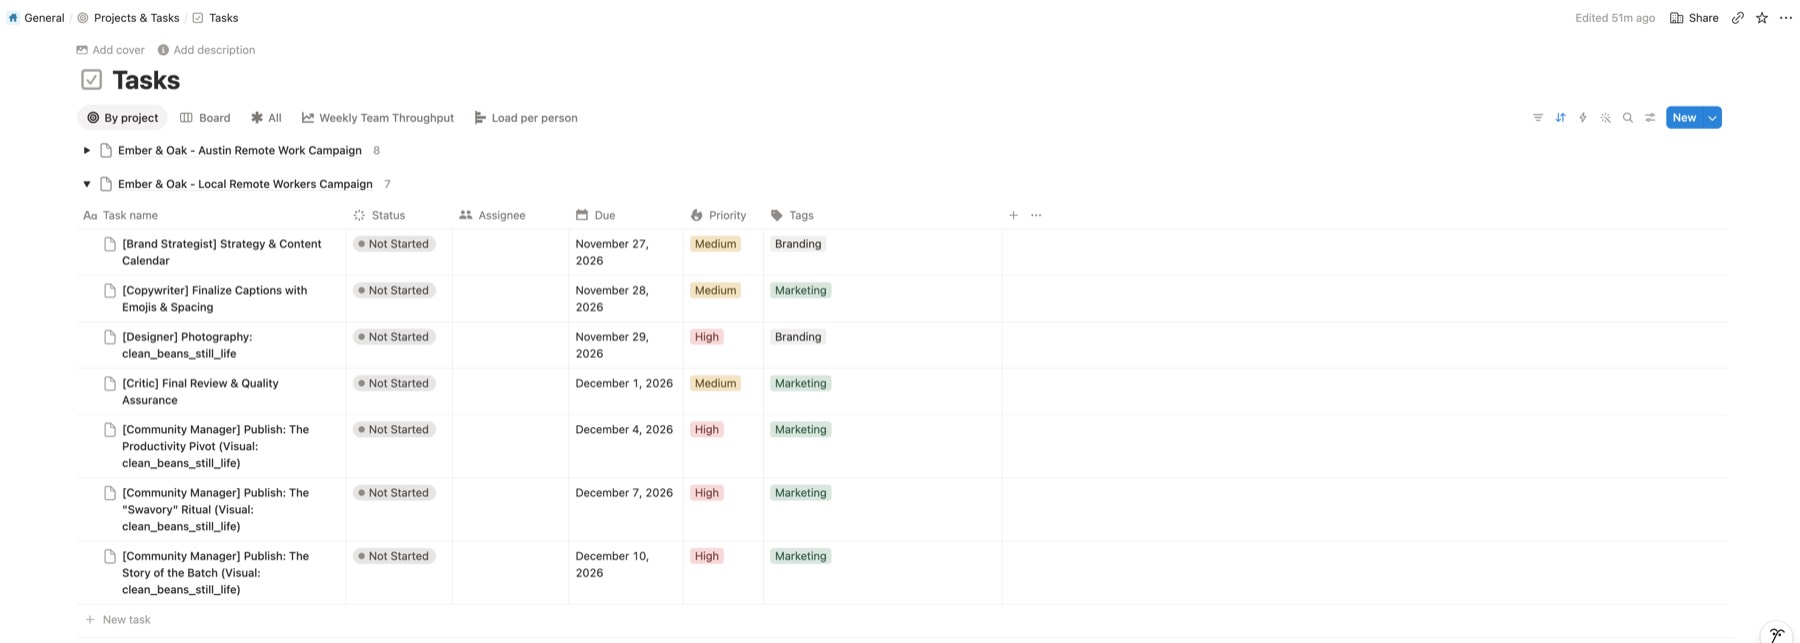 General / Projects & Tasks / Tasks
Edited 51m ago Share
Add cover Add description
Tasks
By project Board All Weekly Team Throughput Load per person
New
Ember & Oak - Austin Remote Work Campaign 8
Ember & Oak - Local Remote Workers Campaign 7
Aa Task name Status Assignee Due Priority Tags
[Brand Strategist] Strategy & Content Not Started November 27, Medium Branding
Calendar 2026
[Copywriter] Finalize Captions with Not Started November 28, Medium Marketing
Emojis & Spacing 2026
[Designer] Photography: Not Started November 29, High Branding
clean_beans_still_life 2026
[Critic] Final Review & Quality Not Started December 1, 2026 Medium Marketing
Assurance
[Community Manager] Publish: The Not Started December 4, 2026 High Marketing
Productivity Pivot (Visual:
clean_beans_still_life)
[Community Manager] Publish: The Not Started December 7, 2026 High Marketing
"Swavory" Ritual (Visual:
clean_beans_still_life)
[Community Manager] Publish: The Not Started December 10, High Marketing
Story of the Batch (Visual: 2026
clean_beans_still_life)
+ New task